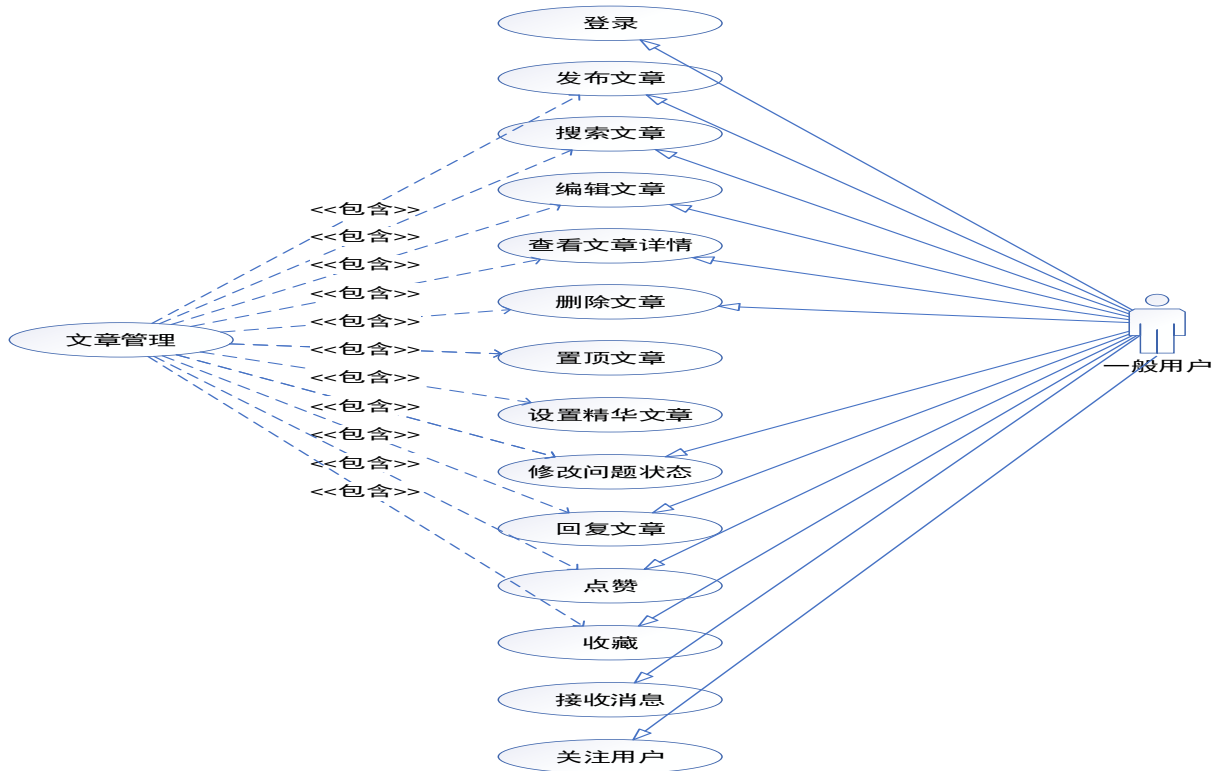 登录
发布文章
搜索文章
编辑文章
<<包含>>
<<包含>>
查看文章详情
<<包含>>
<<包含>>
删除文章
<<包含>>
文章管理
<<包含>>
置顶文章
一般用户
<<包含>>
<<包含>>
设置精华文章
<<包含>>
修改问题状态
<<包含>>
<<包含>>
回复文章
点赞
收藏
接收消息
关注用户